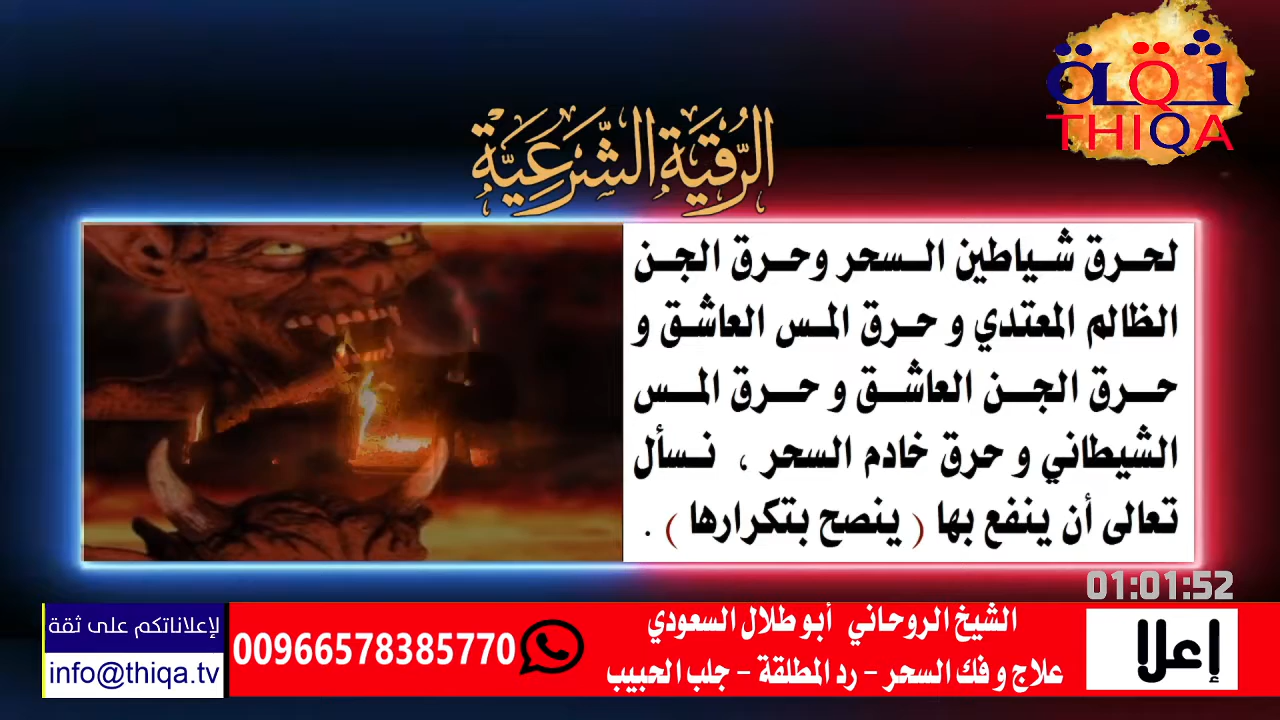 ثقة
THIQA
الرُّقْيَةُ الشَّرْعِيَّة
لحرق شياطين السحر وحرق الجن
الظالم المعتدي و حرق المس العاشق و
حرق الجن العاشق و حرق المس
الشيطاني و حرق خادم السحر ، نسأل
تعالى أن ينفع بها ( ينصح بتكرارها ) .
01:01:52
إعلا
الشيخ الروحاني أبو طلال السعودي
علاج و فك السحر - رد المطلقة - جلب الحبيب
00966578385770
لإعلاناتكم على ثقة
info@thiqa.tv